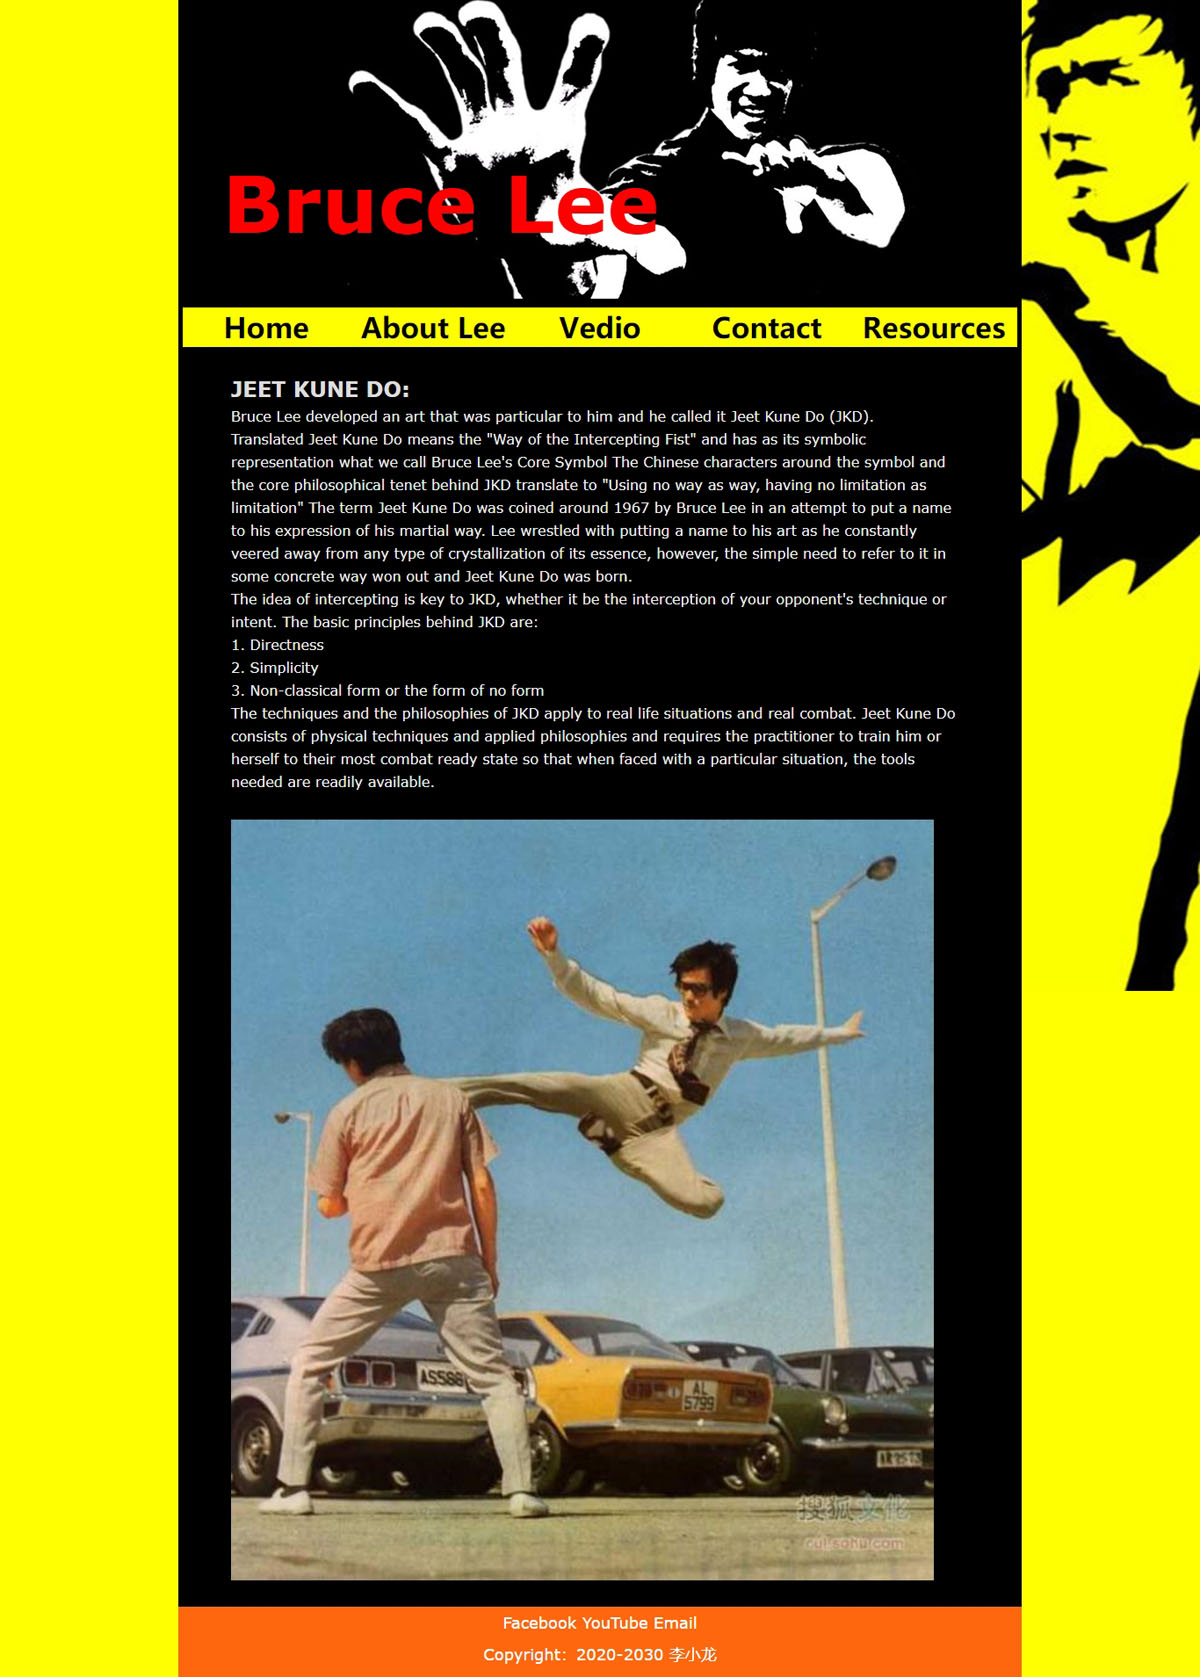 Bruce Lee
Home About Lee Vedio Contact Resources
JEET KUNE DO:
Bruce Lee developed an art that was particular to him and he called it Jeet Kune Do (JKD).
Translated Jeet Kune Do means the "Way of the Intercepting Fist" and has as its symbolic
representation what we call Bruce Lee's Core Symbol The Chinese characters around the symbol and
the core philosophical tenet behind JKD translate to "Using no way as way, having no limitation as
limitation" The term Jeet Kune Do was coined around 1967 by Bruce Lee in an attempt to put a name
to his expression of his martial way. Lee wrestled with putting a name to his art as he constantly
veered away from any type of crystallization of its essence, however, the simple need to refer to it in
some concrete way won out and Jeet Kune Do was born.
The idea of intercepting is key to JKD, whether it be the interception of your opponent's technique or
intent. The basic principles behind JKD are:
1. Directness
2. Simplicity
3. Non-classical form or the form of no form
The techniques and the philosophies of JKD apply to real life situations and real combat. Jeet Kune Do
consists of physical techniques and applied philosophies and requires the practitioner to train him or
herself to their most combat ready state so that when faced with a particular situation, the tools
needed are readily available.
AL
5799
搜狐文化
cul.sohu.com
Facebook YouTube Email
Copyright：2020-2030 李小龙